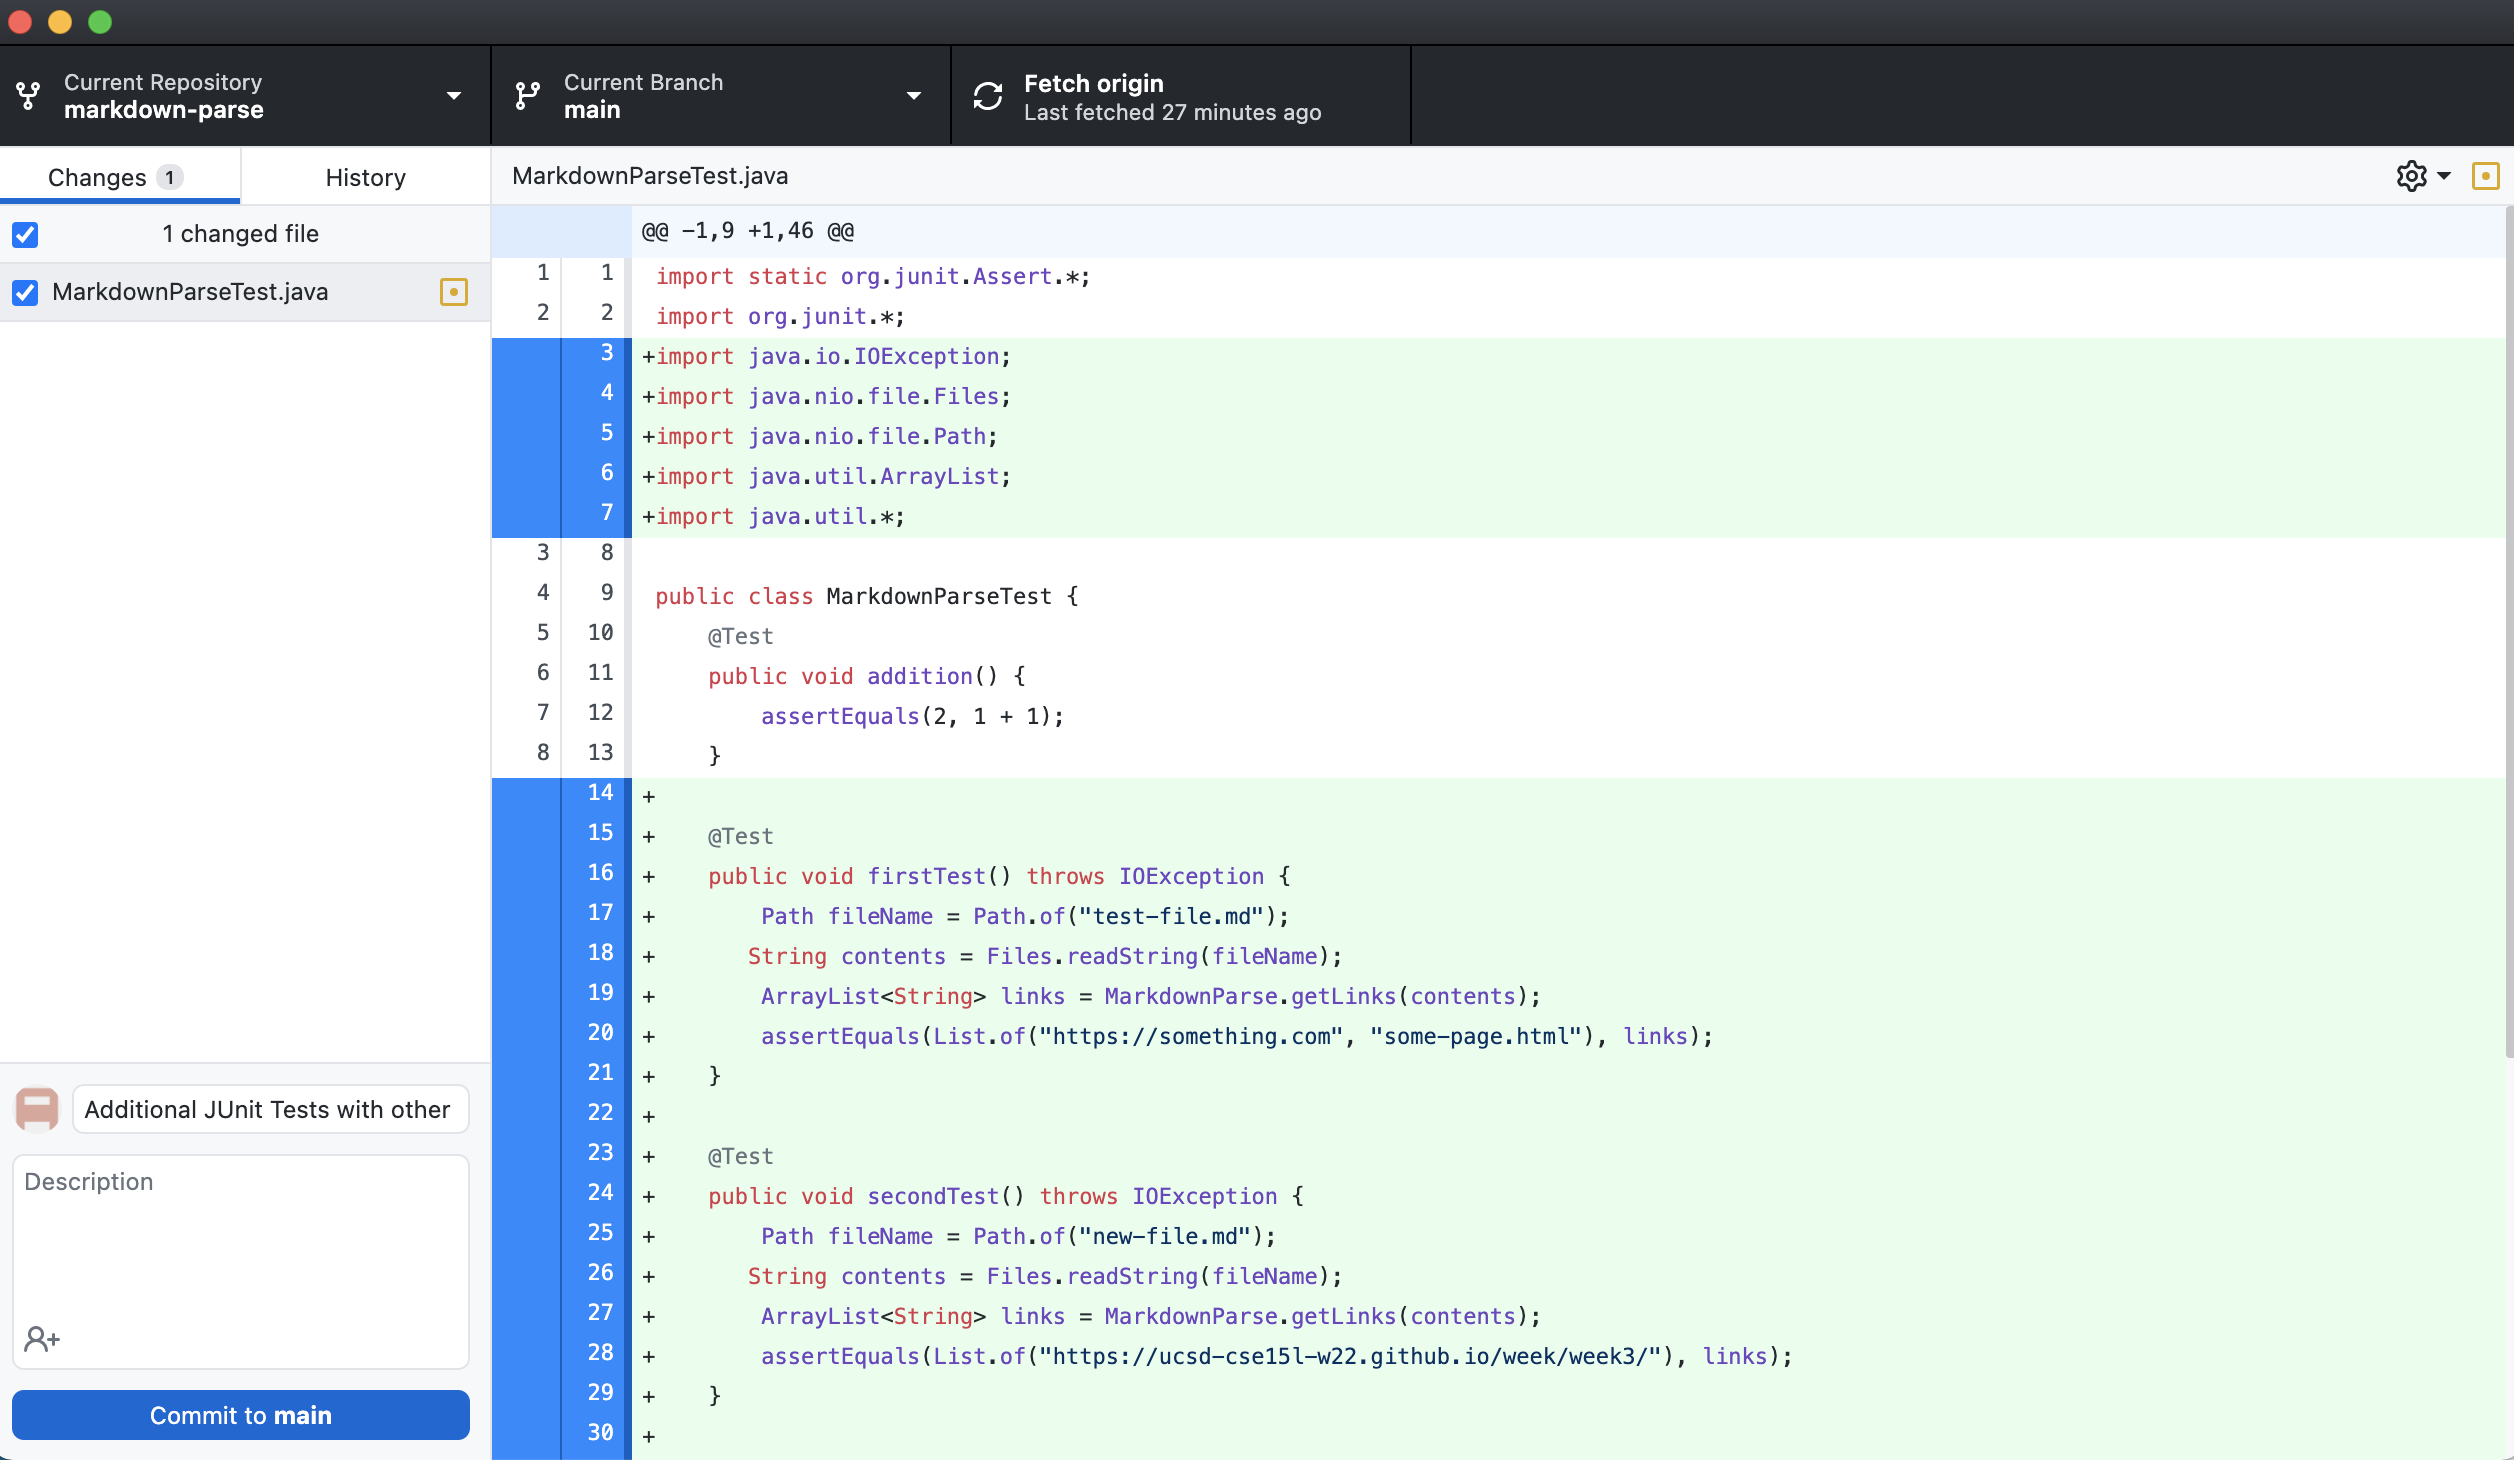 Current Repository
markdown-parse
Current Branch
main
Fetch origin
Last fetched 27 minutes ago
Changes 1
History
MarkdownParseTest.java
1 changed file
MarkdownParseTest.java
@@ -1,9 +1,46 @@
1 1 import static org.junit.Assert.*;
2 2 import org.junit.*;
3 +import java.io.IOException;
4 +import java.nio.file.Files;
5 +import java.nio.file.Path;
6 +import java.util.ArrayList;
7 +import java.util.*;
3 8
4 9 public class MarkdownParseTest {
5 10     @Test
6 11     public void addition() {
7 12         assertEquals(2, 1 + 1);
8 13     }
14 +
15 +    @Test
16 +    public void firstTest() throws IOException {
17 +        Path fileName = Path.of("test-file.md");
18 +       String contents = Files.readString(fileName);
19 +        ArrayList<String> links = MarkdownParse.getLinks(contents);
20 +        assertEquals(List.of("https://something.com", "some-page.html"), links);
21 +    }
22 +
23 +    @Test
24 +    public void secondTest() throws IOException {
25 +        Path fileName = Path.of("new-file.md");
26 +       String contents = Files.readString(fileName);
27 +        ArrayList<String> links = MarkdownParse.getLinks(contents);
28 +        assertEquals(List.of("https://ucsd-cse15l-w22.github.io/week/week3/"), links);
29 +    }
30 +
Additional JUnit Tests with other
Description
Commit to main